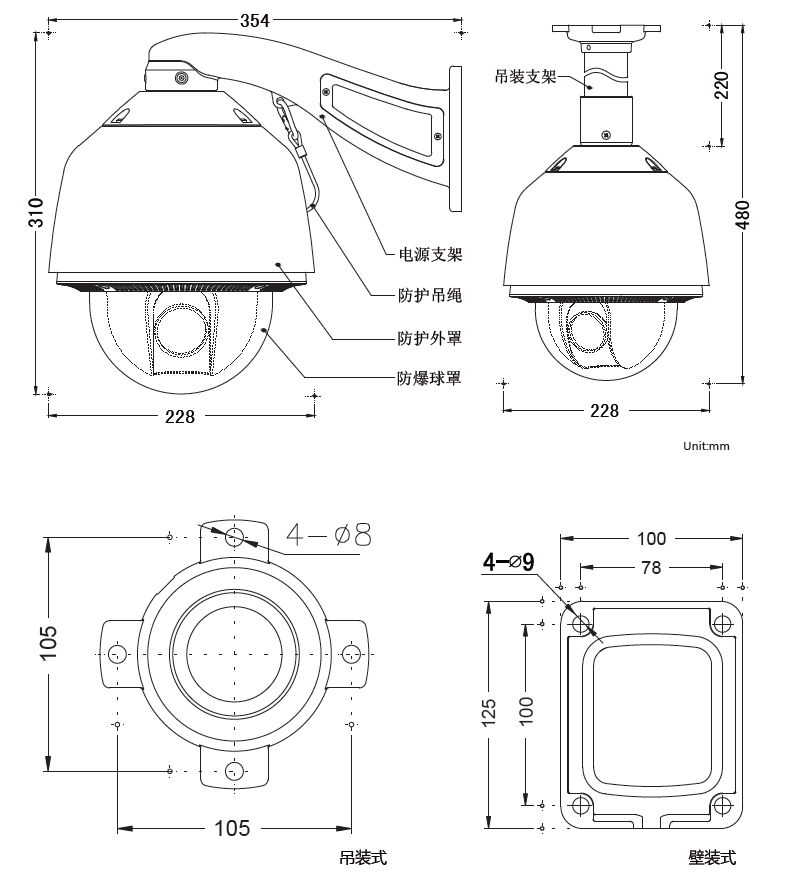 354
310
228
电源支架
防护吊绳
防护外罩
防爆球罩
吊装支架
220
480
228
Unit:mm
4-Ø8
105
105
吊装式
100
78
4-Ø9
125
100
壁装式